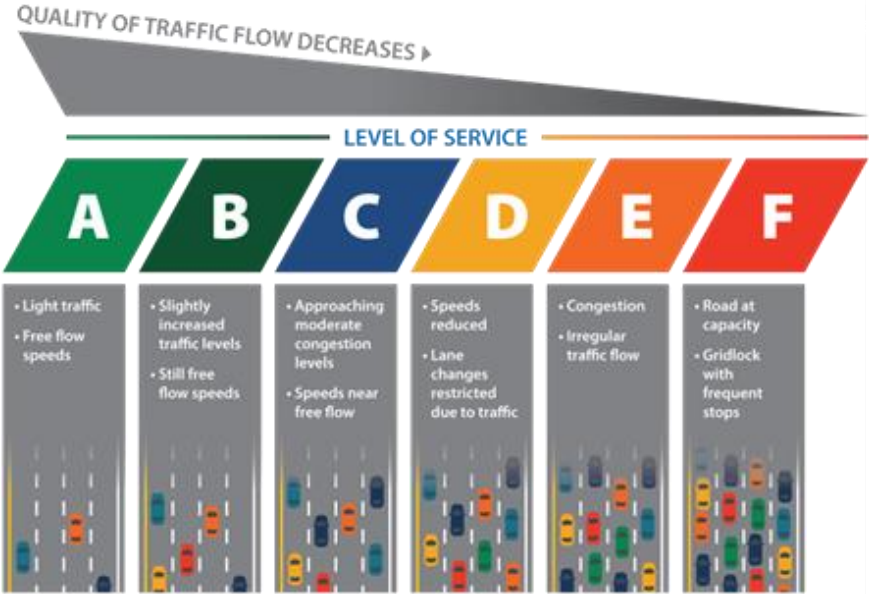 QUALITY OF TRAFFIC FLOW DECREASES
LEVEL OF SERVICE
A
B
C
D
E
F
• Light traffic
• Free flow
speeds
• Slightly
increased
traffic levels
• Still free
flow speeds
• Approaching
moderate
congestion
levels
• Speeds near
free flow
• Speeds
reduced
• Lane
changes
restricted
due to traffic
• Congestion
• Irregular
traffic flow
• Road at
capacity
• Gridlock
with
frequent
stops